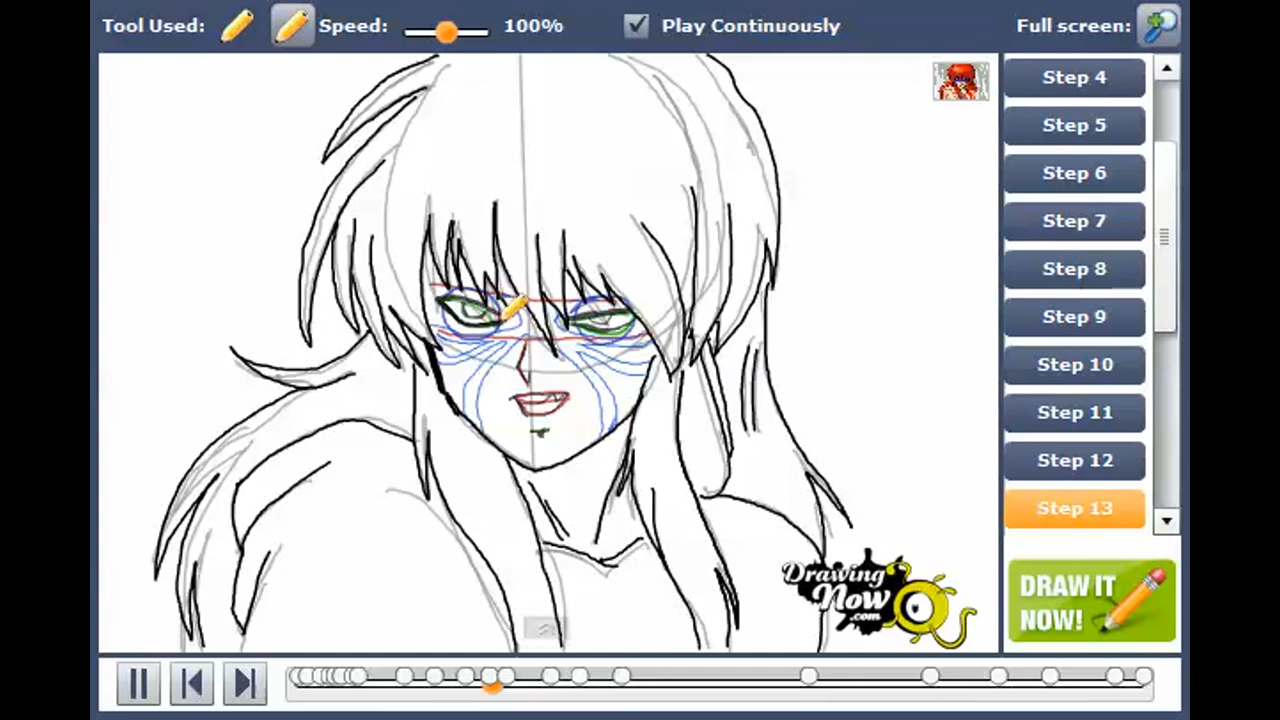 Tool Used:
Speed:
100%
Play Continuously
Full screen:
Step 4
Step 5
Step 6
Step 7
Step 8
Step 9
Step 10
Step 11
Step 12
Step 13
Drawing
Now
.com
DRAW IT
NOW!